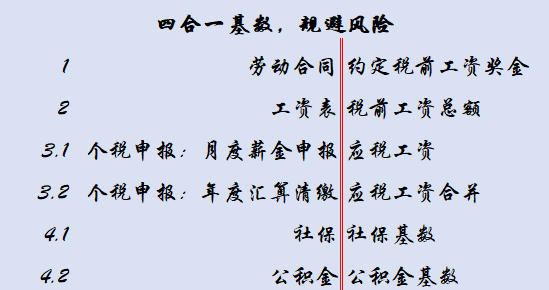 四合一基数，规避风险
1 劳动合同 约定税前工资奖金
2 工资表 税前工资总额
3.1 个税申报：月度薪金申报 应税工资
3.2 个税申报：年度汇算清缴 应税工资合并
4.1 社保 社保基数
4.2 公积金 公积金基数